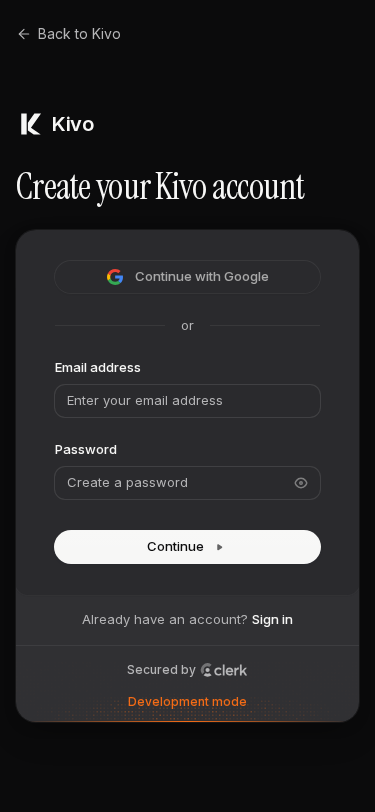 Back to Kivo
Kivo
Create your Kivo account
Continue with Google
or
Email address
Enter your email address
Password
Create a password
Continue
Already have an account? Sign in
Secured by clerk
Development mode